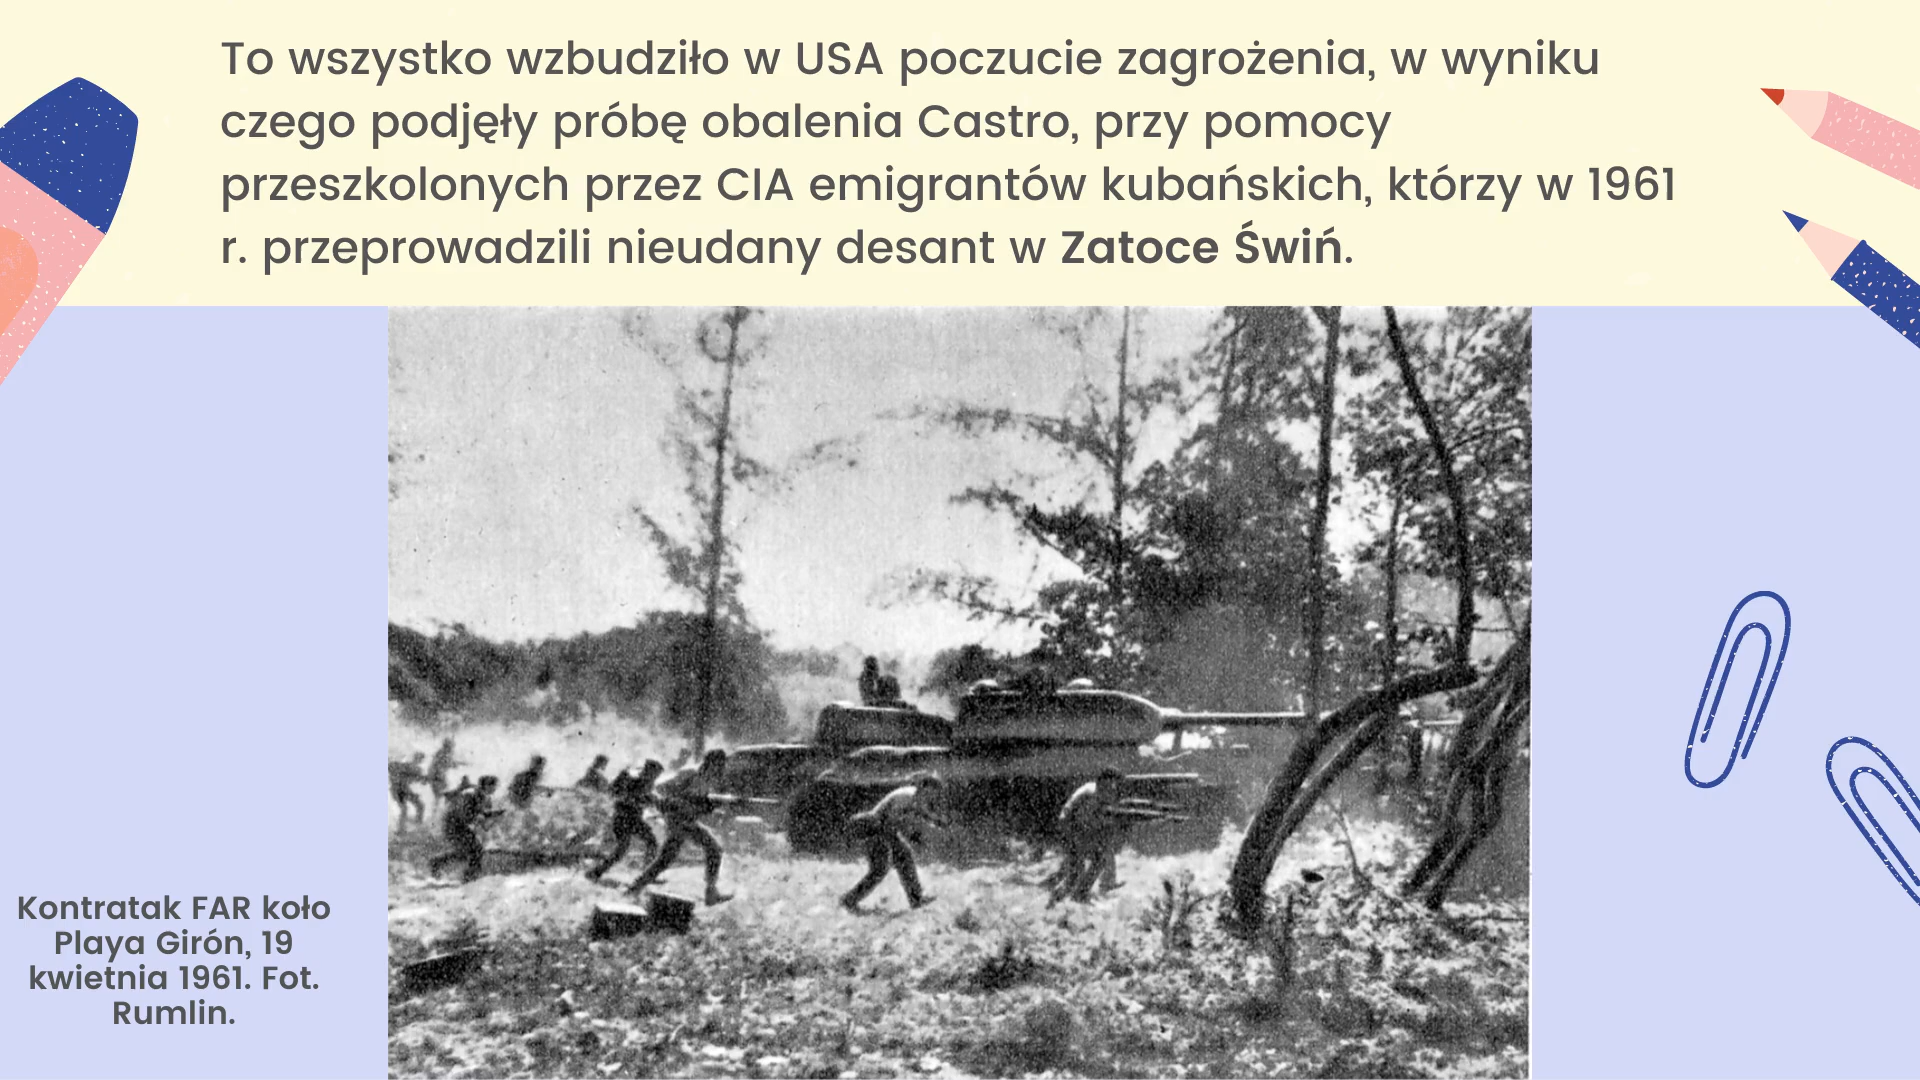 To wszystko wzbudziło w USA poczucie zagrożenia, w wyniku
czego podjęły próbę obalenia Castro, przy pomocy
przeszkolonych przez CIA emigrantów kubańskich, którzy w 1961
r. przeprowadzili nieudany desant w Zatoce Świń.
Kontratak FAR koło
Playa Girón, 19
kwietnia 1961. Fot.
Rumlin.